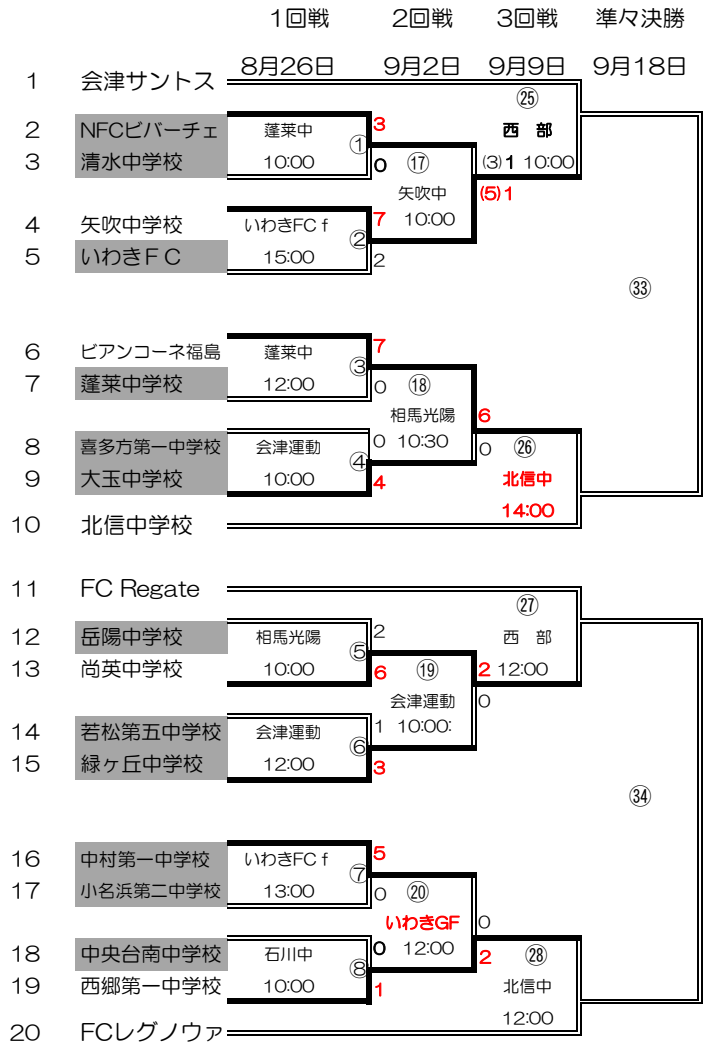 1回戦 2回戦 3回戦 準々決勝
8月26日 9月2日 9月9日 9月18日
1 会津サントス
㉕
2 NFCビバーチェ 蓬莱中 3 西 部
① 
3 清水中学校 10:00 0 ⑰ (3) 1 10:00
矢吹中 (5) 1
4 矢吹中学校 いわきFCｆ 7 10:00
②
5 いわきＦＣ 15:00 2
㉝
6 ビアンコーネ福島 蓬莱中 7
③
7 蓬莱中学校 12:00 0 ⑱
相馬光陽 6
8 喜多方第一中学校 会津運動 0 10:30 0 ㉖
④
9 大玉中学校 10:00 4 北信中
14:00
10 北信中学校
11 FC Regate
㉗
12 岳陽中学校 相馬光陽 2 西 部
⑤
13 尚英中学校 10:00 6 ⑲ 2 12:00
会津運動 0
14 若松第五中学校 会津運動 1 10:00:
⑥
15 緑ヶ丘中学校 12:00 3
㉞
16 中村第一中学校 いわきFCｆ 5
⑦
17 小名浜第二中学校 13:00 0 ⑳
いわきGF 0
18 中央台南中学校 石川中 0 12:00 2 ㉘
⑧
19 西郷第一中学校 10:00 1 北信中
12:00
20 FCレグノウァ